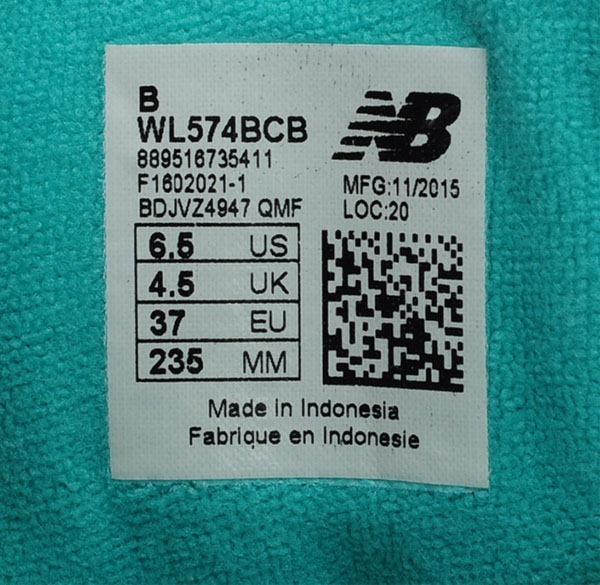 B
WL574BCB
889516735411
F1602021-1
BDJVZ4947 QMF
NB
MFG:11/2015
LOC:20
6.5 US
4.5 UK
37 EU
235 MM
Made in Indonesia
Fabrique en Indonesie